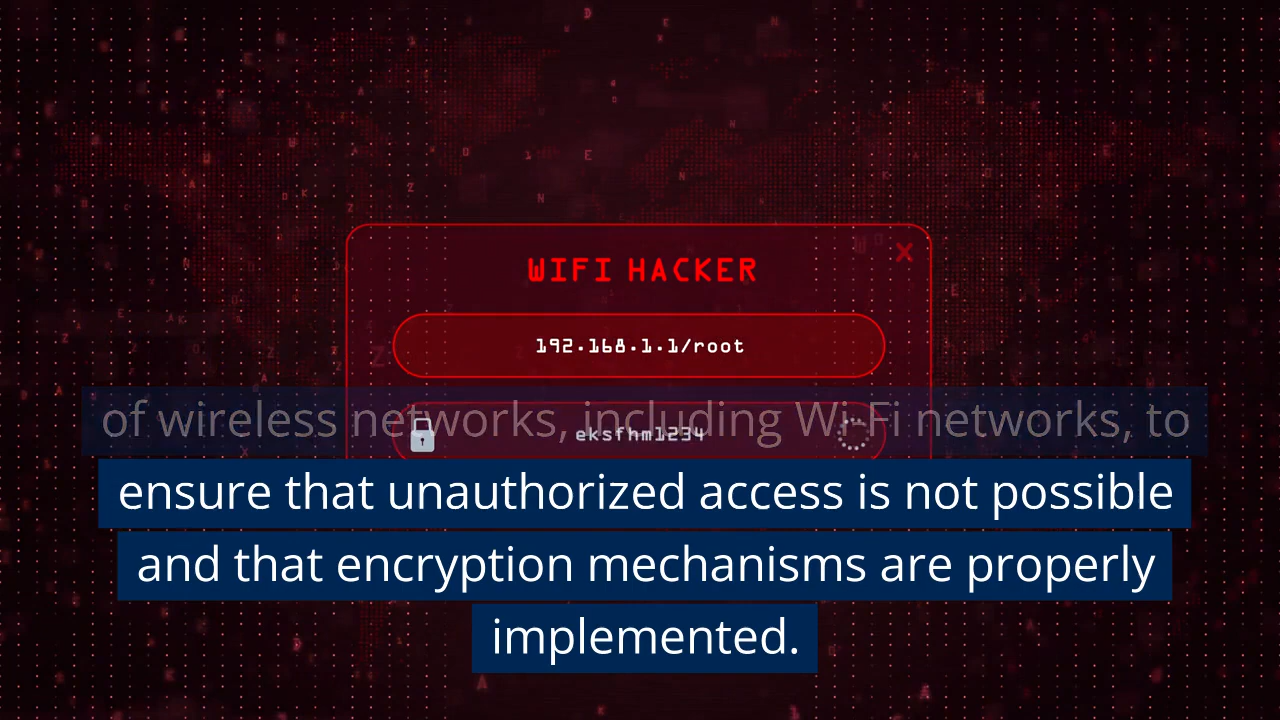 WIFI HACKER
X
192.168.1.1/root
eksfhm1234
of wireless networks, including Wi-Fi networks, to
ensure that unauthorized access is not possible
and that encryption mechanisms are properly
implemented.